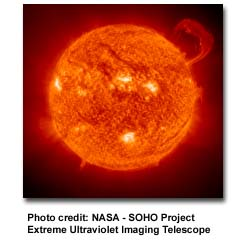 Photo credit: NASA - SOHO Project
Extreme Ultraviolet Imaging Telescope